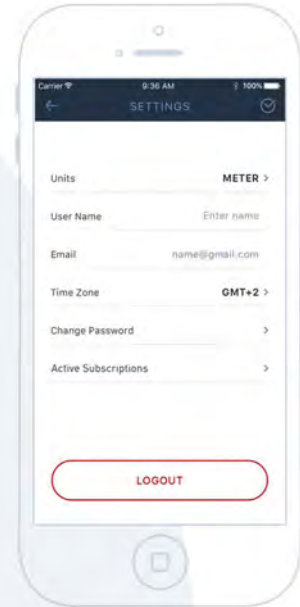 Carrier 9:36 AM 100%
SETTINGS
Units METER >
User Name Enter name
Email name@gmail.com
Time Zone GMT+2 >
Change Password >
Active Subscriptions >
LOGOUT